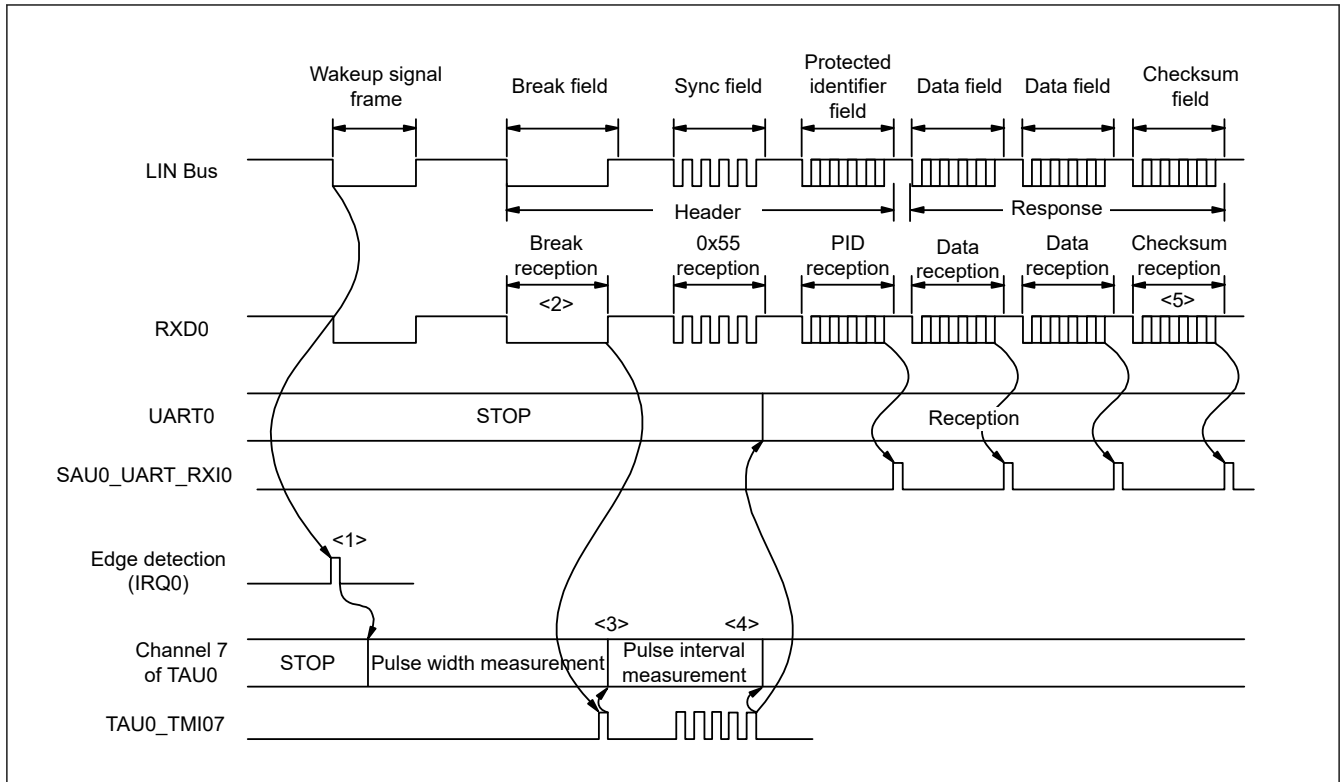 Wakeup signal
frame
Break field
Sync field
Protected
identifier
field
Data field
Data field
Checksum
field
LIN Bus
Header
Response
Break
reception
<2>
0x55
reception
PID
reception
Data
reception
Data
reception
Checksum
reception
<5>
RXD0
UART0
STOP
Reception
SAU0_UART_RXI0
<1>
Edge detection
(IRQ0)
<3>
<4>
Channel 7
of TAU0
STOP
Pulse width measurement
Pulse interval
measurement
TAU0_TMI07